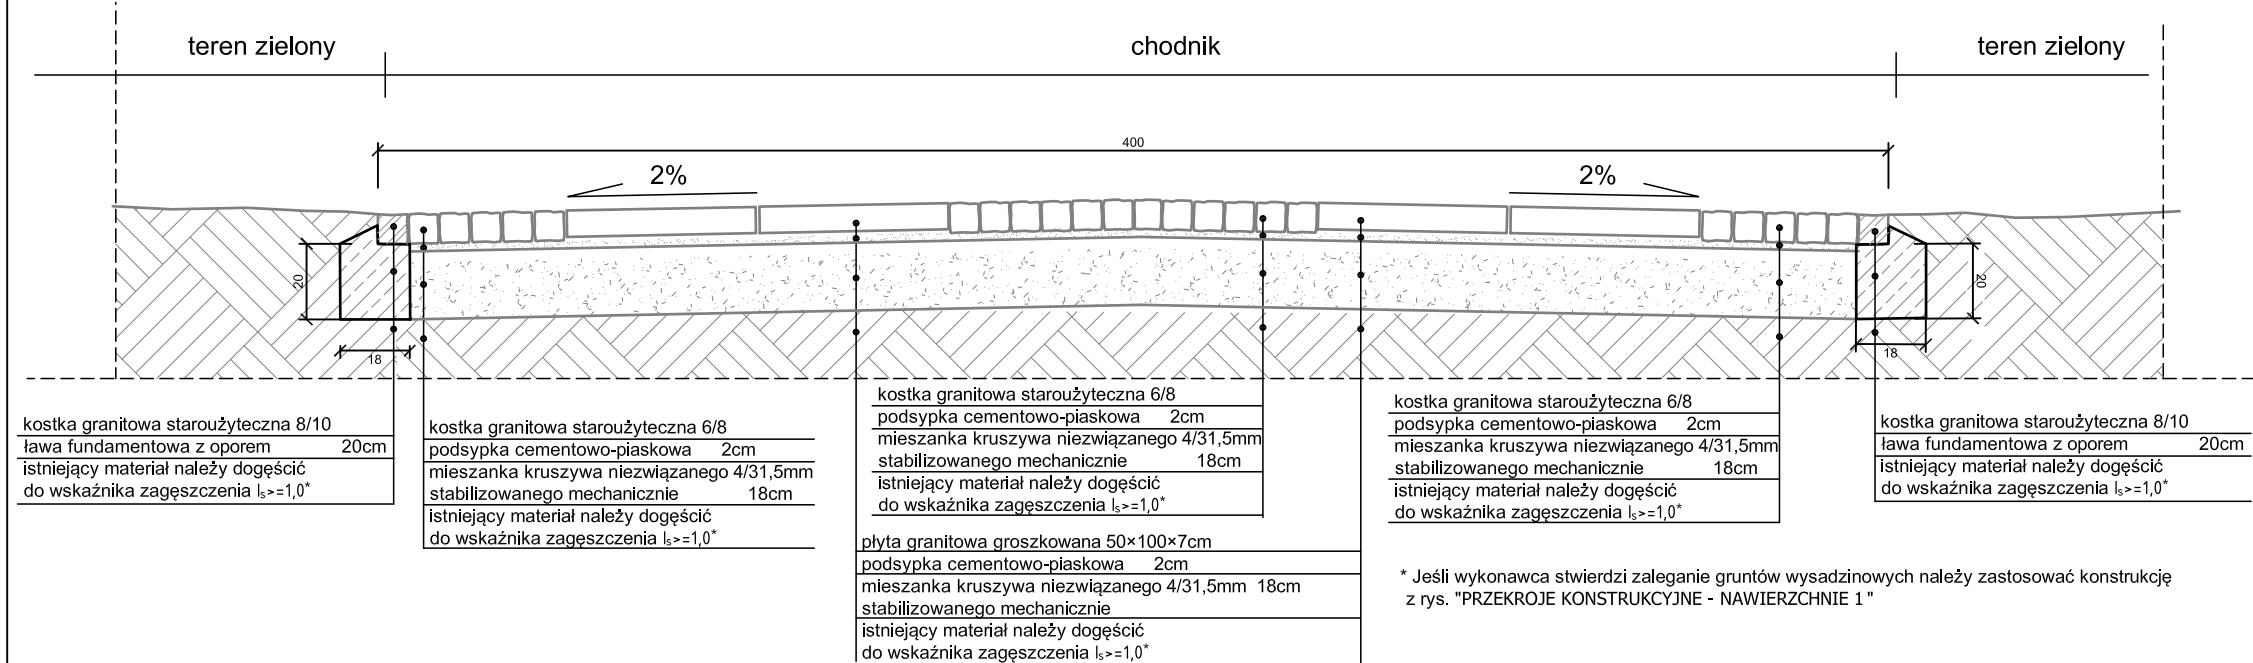 teren zielony
chodnik
teren zielony
400
2%
2%
20
18
20
18
kostka granitowa staroużyteczna 8/10
ława fundamentowa z oporem 20cm
istniejący materiał należy dogęścić
do wskaźnika zagęszczenia Is>=1,0*
kostka granitowa staroużyteczna 6/8
podsypka cementowo-piaskowa 2cm
mieszanka kruszywa niezwiązanego 4/31,5mm
stabilizowanego mechanicznie 18cm
istniejący materiał należy dogęścić
do wskaźnika zagęszczenia Is>=1,0*
kostka granitowa staroużyteczna 6/8
podsypka cementowo-piaskowa 2cm
mieszanka kruszywa niezwiązanego 4/31,5mm
stabilizowanego mechanicznie 18cm
istniejący materiał należy dogęścić
do wskaźnika zagęszczenia Is>=1,0*
płyta granitowa groszkowana 50×100×7cm
podsypka cementowo-piaskowa 2cm
mieszanka kruszywa niezwiązanego 4/31,5mm 18cm
stabilizowanego mechanicznie
istniejący materiał należy dogęścić
do wskaźnika zagęszczenia Is>=1,0*
kostka granitowa staroużyteczna 6/8
podsypka cementowo-piaskowa 2cm
mieszanka kruszywa niezwiązanego 4/31,5mm
stabilizowanego mechanicznie 18cm
istniejący materiał należy dogęścić
do wskaźnika zagęszczenia Is>=1,0*
kostka granitowa staroużyteczna 8/10
ława fundamentowa z oporem 20cm
istniejący materiał należy dogęścić
do wskaźnika zagęszczenia Is>=1,0*
* Jeśli wykonawca stwierdzi zaleganie gruntów wysadzinowych należy zastosować konstrukcję
z rys. "PRZEKROJE KONSTRUKCYJNE - NAWIERZCHNIE 1"